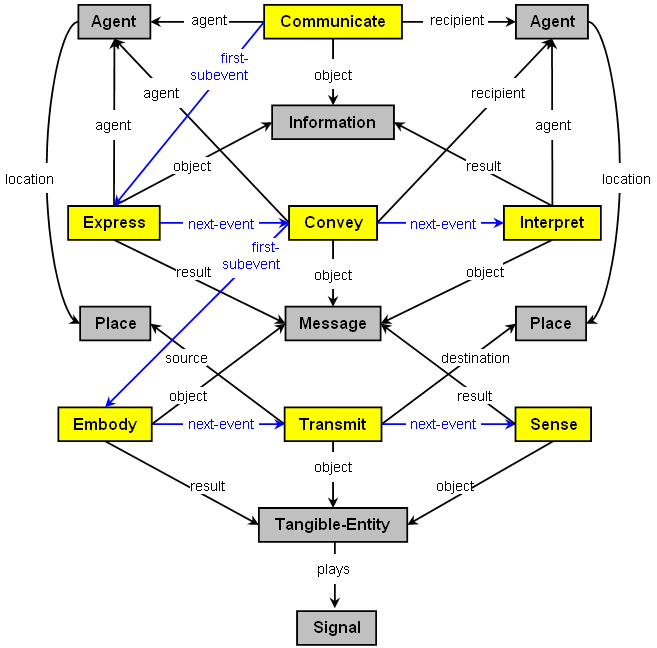 Agent
agent
Communicate
recipient
Agent
first-
subevent
object
agent
recipient
agent
Information
agent
object
result
location
location
Express
next-event
Convey
next-event
Interpret
first-
subevent
result
object
object
Place
Message
Place
source
destination
object
result
Embody
next-event
Transmit
next-event
Sense
object
result
object
Tangible-Entity
plays
Signal